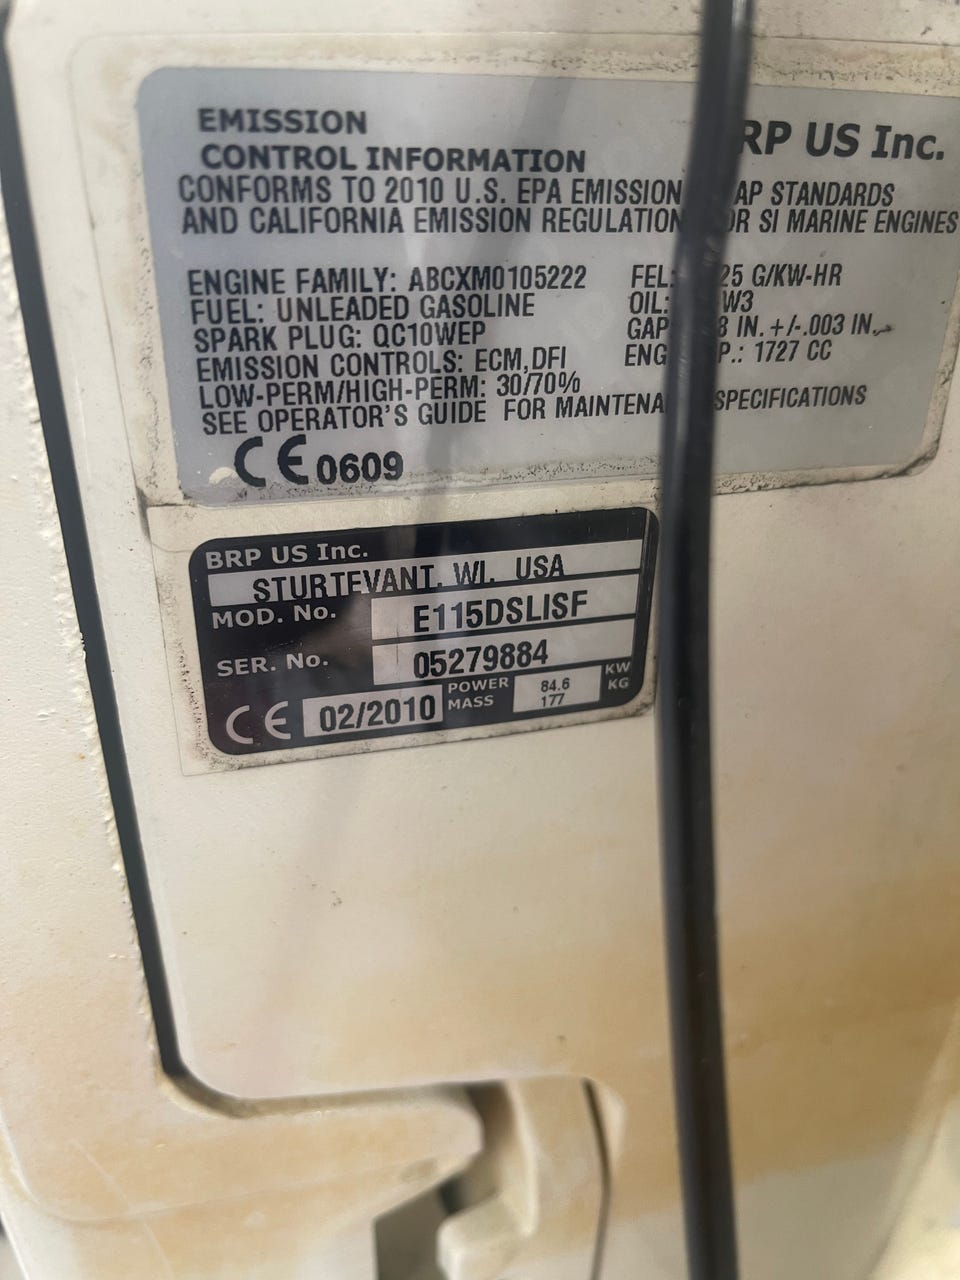 EMISSION
CONTROL INFORMATION
RP US Inc.
CONFORMS TO 2010 U.S. EPA EMISSION AP STANDARDS
AND CALIFORNIA EMISSION REGULATION OR SI MARINE ENGINES
ENGINE FAMILY: ABCXM0105222 FEL: 25 G/KW-HR
FUEL: UNLEADED GASOLINE OIL: W3
SPARK PLUG: QC10WEP GAP 8 IN. +/-.003 IN.
EMISSION CONTROLS: ECM,DFI ENG P.: 1727 CC
LOW-PERM/HIGH-PERM: 30/70%
SEE OPERATOR'S GUIDE FOR MAINTENA SPECIFICATIONS
CE 0609
BRP US Inc.
STURTEVANT, WI, USA
MOD. No. E115DSLISF
SER. No. 05279884
CE 02/2010 POWER 84.6 KW
MASS 177 KG